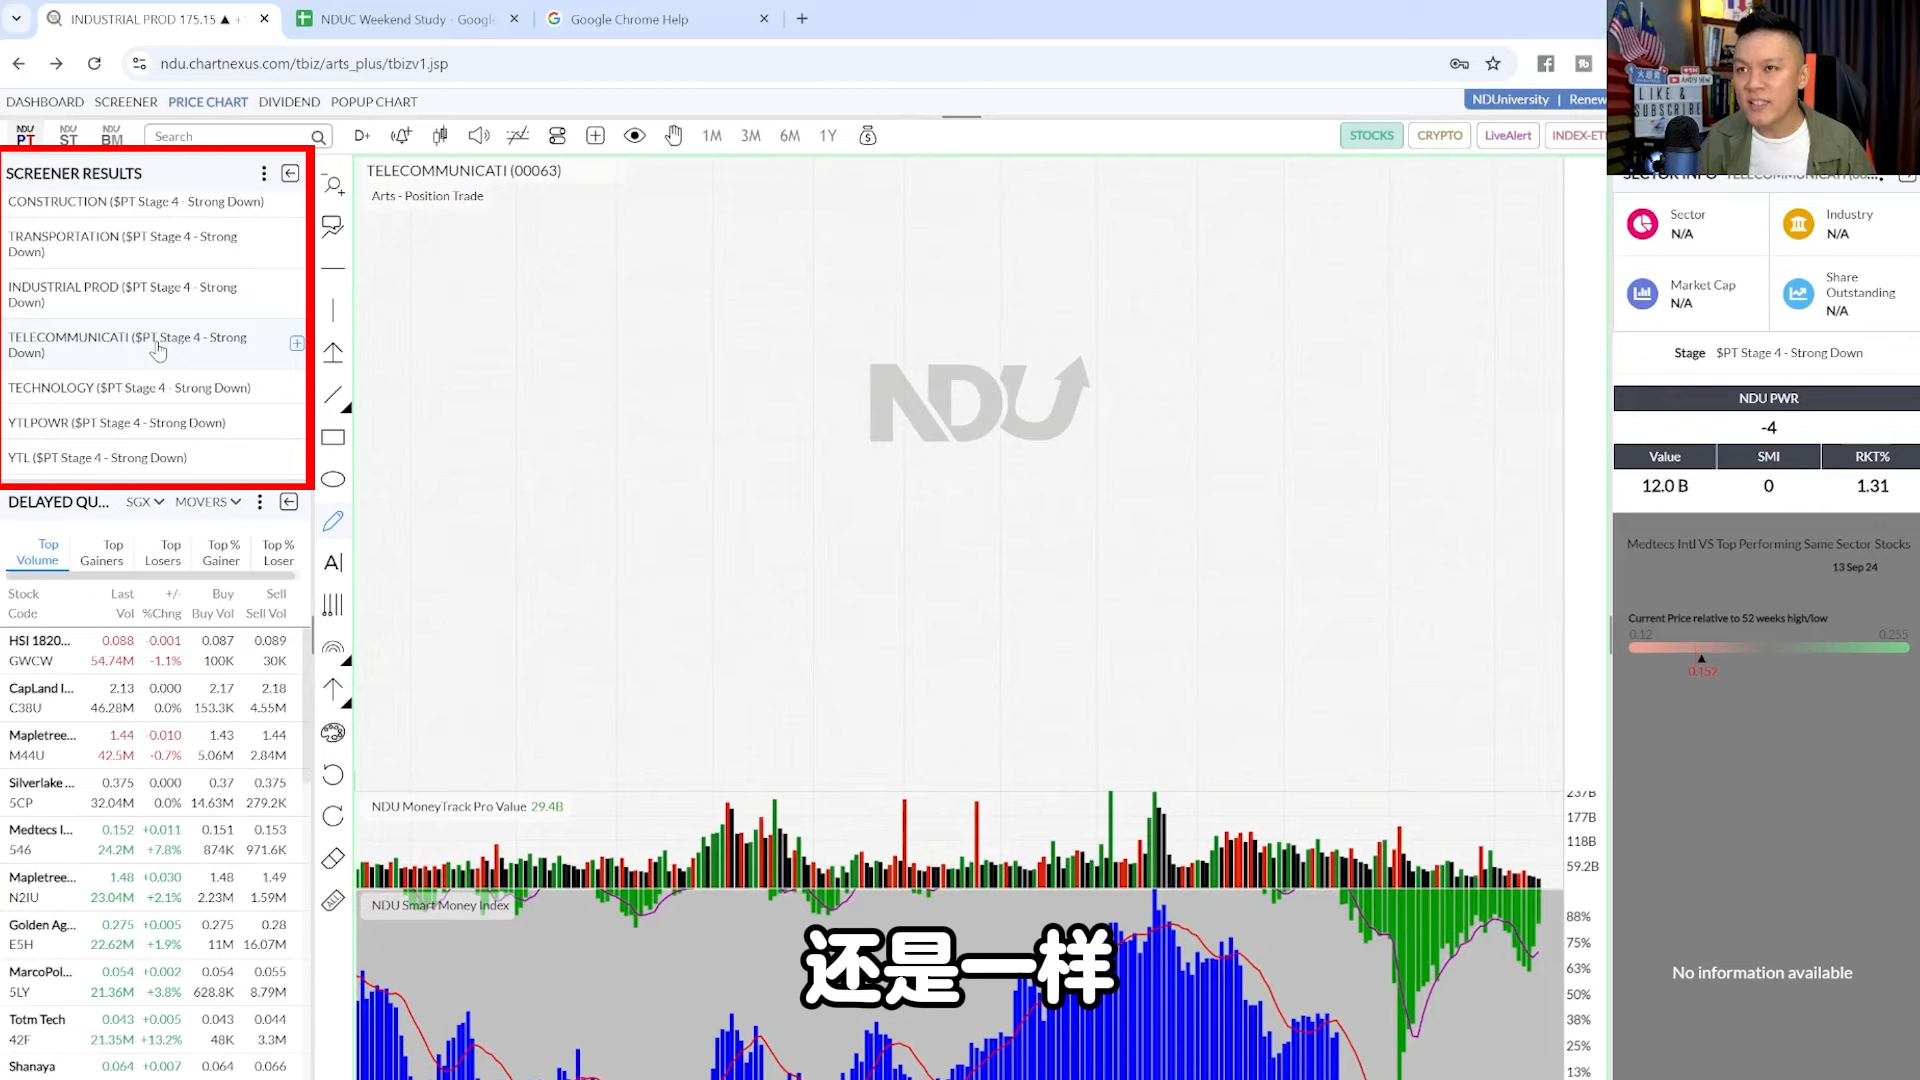 INDUSTRIAL PROD 175.15 ▲ +
NDUC Weekend Study - Google
Google Chrome Help
ndu.chartnexus.com/tbiz/arts_plus/tbizv1.jsp
DASHBOARD SCREENER PRICE CHART DIVIDEND POPUP CHART
NDUniversity | Renew
NDU PT
NDU ST
NDU BM
Search
D+
1M 3M 6M 1Y
STOCKS CRYPTO LiveAlert INDEX-ET
LIKE &
SUBSCRIBE
SCREENER RESULTS
CONSTRUCTION ($PT Stage 4 - Strong Down)
TRANSPORTATION ($PT Stage 4 - Strong
Down)
INDUSTRIAL PROD ($PT Stage 4 - Strong
Down)
TELECOMMUNICATI ($PT Stage 4 - Strong
Down)
TECHNOLOGY ($PT Stage 4 - Strong Down)
YTLPOWR ($PT Stage 4 - Strong Down)
YTL ($PT Stage 4 - Strong Down)
DELAYED QU... SGX MOVERS
Top Volume
Top Gainers
Top Losers
Top % Gainer
Top % Loser
Stock Last +/- Buy Sell
Code Vol %Chng Buy Vol Sell Vol
HSI 1820... 0.088 -0.001 0.087 0.089
GWCW 54.74M -1.1% 100K 30K
CapLand I... 2.13 0.000 2.17 2.18
C38U 46.28M 0.0% 153.3K 4.55M
Mapletree... 1.44 -0.010 1.43 1.44
M44U 42.5M -0.7% 5.06M 2.84M
Silverlake ... 0.375 0.000 0.37 0.375
5CP 32.04M 0.0% 14.63M 279.2K
Medtecs I... 0.152 +0.011 0.151 0.153
546 24.2M +7.8% 874K 971.6K
Mapletree... 1.48 +0.030 1.48 1.49
N2IU 23.04M +2.1% 2.23M 1.59M
Golden Ag... 0.275 +0.005 0.275 0.28
E5H 22.62M +1.9% 11M 16.07M
MarcoPol... 0.054 +0.002 0.054 0.055
5LY 21.36M +3.8% 628.8K 8.79M
Totm Tech 0.043 +0.005 0.043 0.044
42F 21.35M +13.2% 48K 3.3M
Shanaya 0.064 +0.007 0.064 0.066
TELECOMMUNICATI (00063)
Arts - Position Trade
NDU
NDU MoneyTrack Pro Value 29.4B
237B
177B
118B
59.2B
NDU Smart Money Index
88%
75%
63%
50%
38%
25%
13%
还是一样
Sector
N/A
Industry
N/A
Market Cap
N/A
Share
Outstanding
N/A
Stage $PT Stage 4 - Strong Down
NDU PWR
-4
Value SMI RKT%
12.0 B 0 1.31
Medtecs Intl VS Top Performing Same Sector Stocks
13 Sep 24
Current Price relative to 52 weeks high/low
0.12 0.255
0.152
No information available